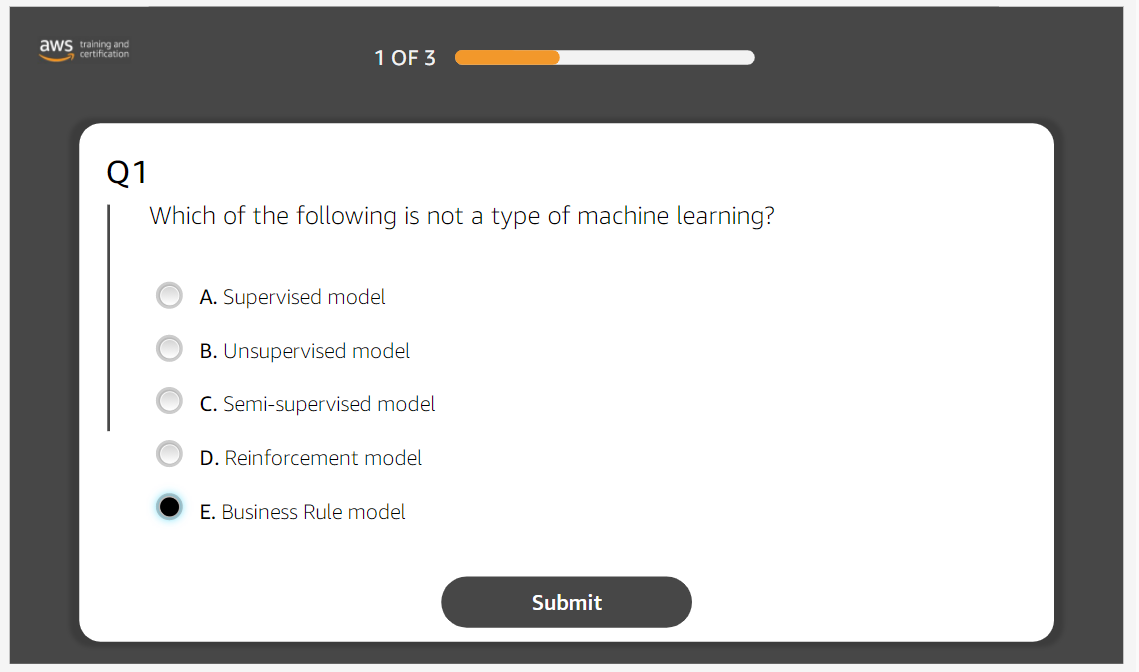 aws training and
certification
1 OF 3
Q1
Which of the following is not a type of machine learning?
A. Supervised model
B. Unsupervised model
C. Semi-supervised model
D. Reinforcement model
E. Business Rule model
Submit